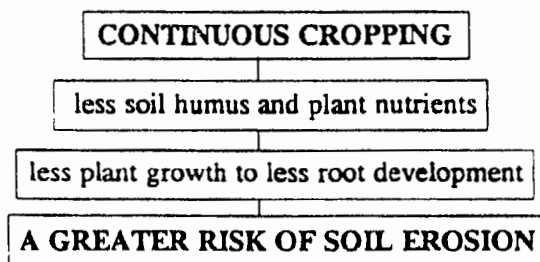 CONTINUOUS CROPPING
less soil humus and plant nutrients
less plant growth to less root development
A GREATER RISK OF SOIL EROSION